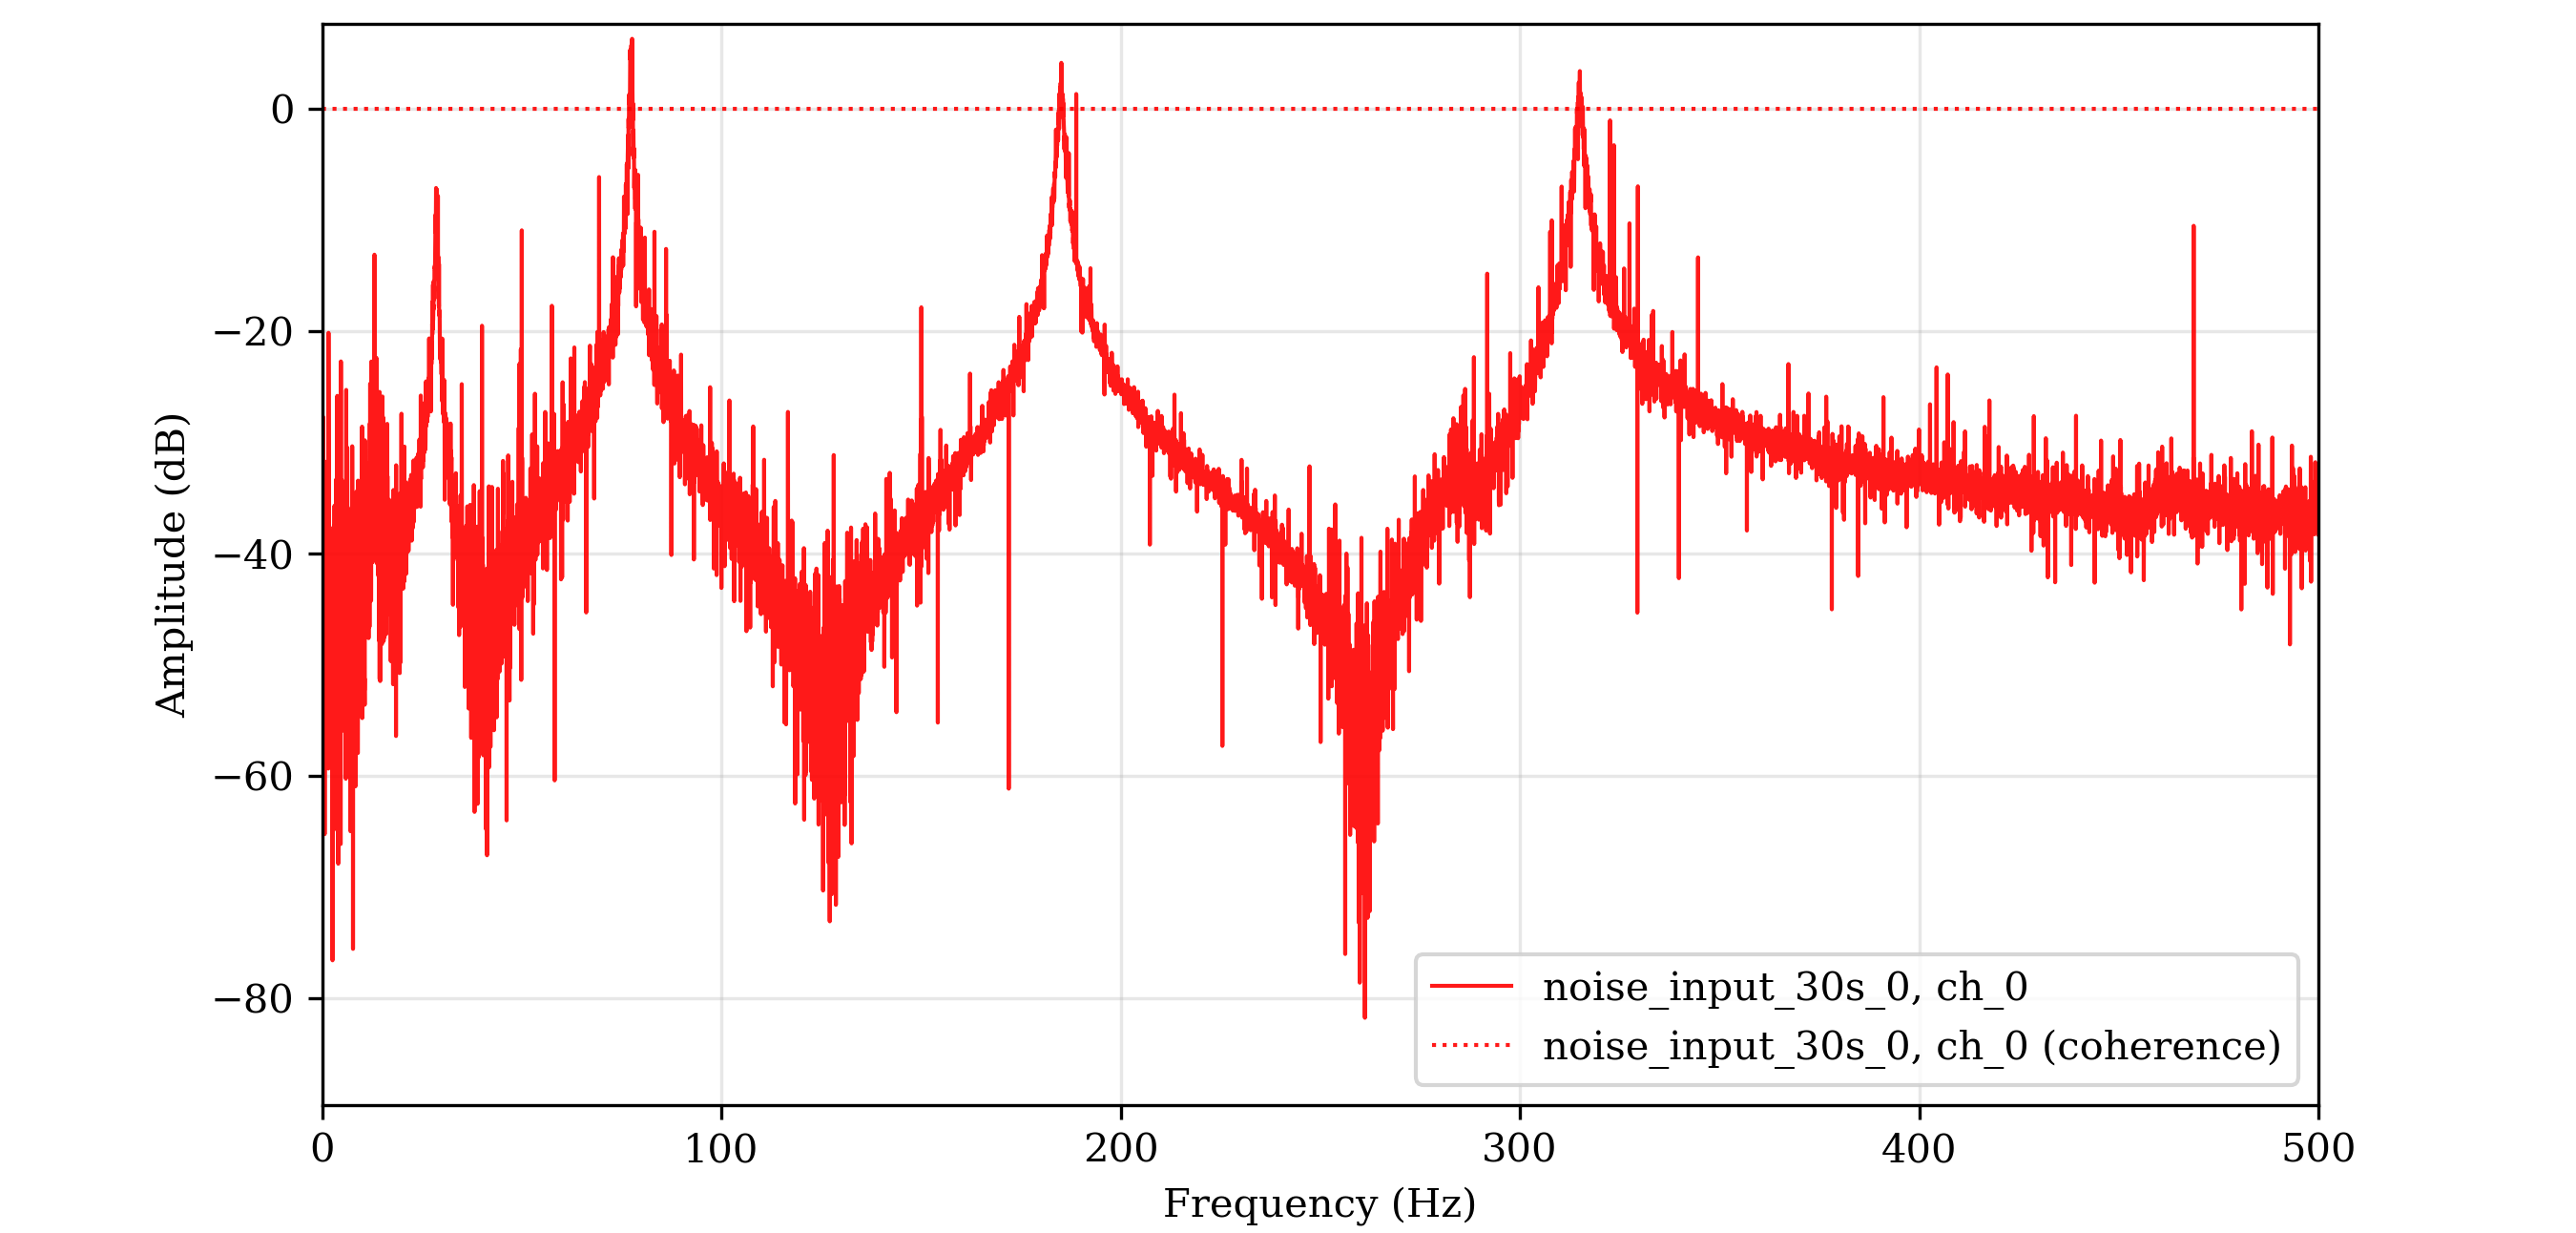 0
−20
−40
−60
−80
Amplitude (dB)
noise_input_30s_0, ch_0
noise_input_30s_0, ch_0 (coherence)
0 100 200 300 400 500
Frequency (Hz)